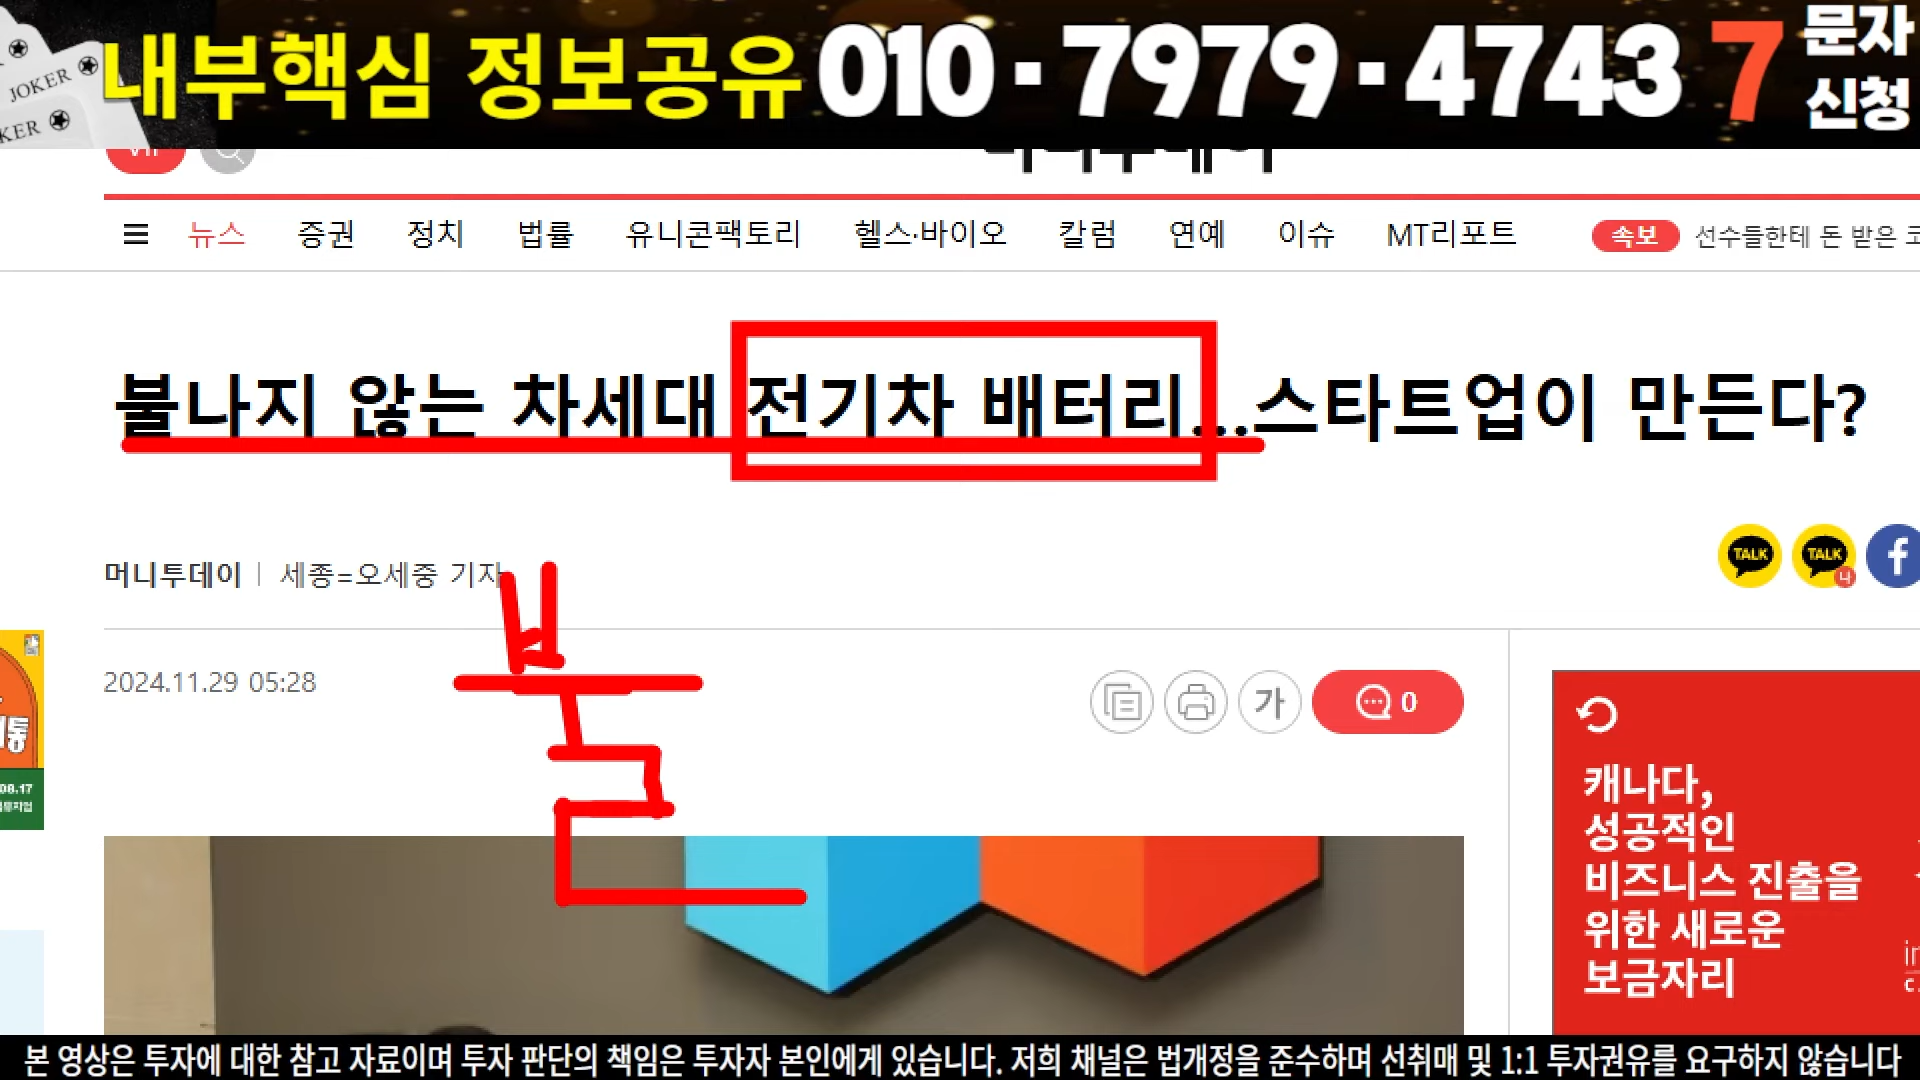 JOKER
KER
내부핵심 정보공유 010·7979·4743 7 문자
신청
뉴스 증권 정치 법률 유니콘팩토리 헬스·바이오 칼럼 연예 이슈 MT리포트 속보 선수들한테 돈 받은 코
불나지 않는 차세대 전기차 배터리...스타트업이 만든다?
TALK TALK 나 f
머니투데이 | 세종=오세중 기자
불
2024.11.29 05:28
가 0
08.17
캐나다,
성공적인
비즈니스 진출을
위한 새로운
보금자리
본 영상은 투자에 대한 참고 자료이며 투자 판단의 책임은 투자자 본인에게 있습니다. 저희 채널은 법개정을 준수하며 선취매 및 1:1 투자권유를 요구하지 않습니다